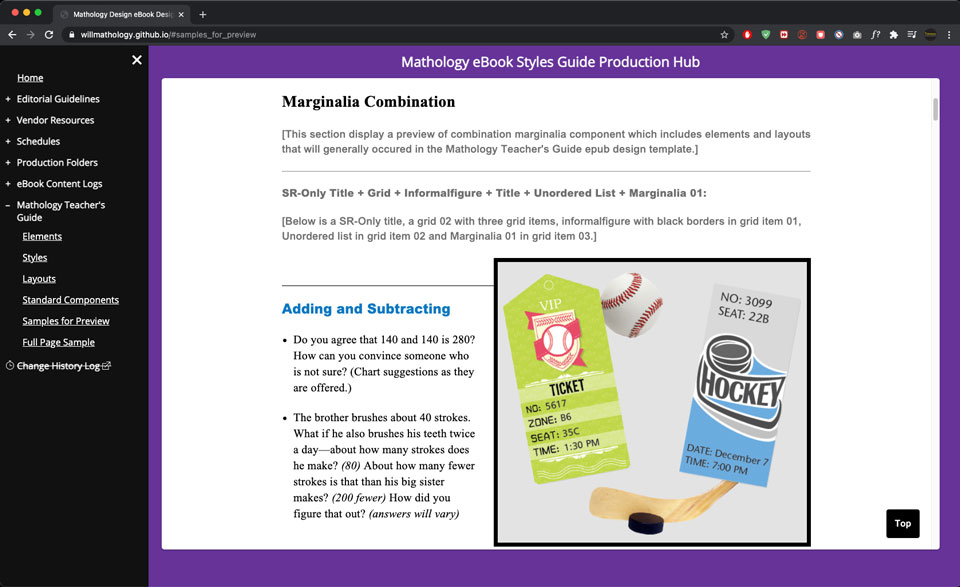 Mathology Design eBook Desig
willmathology.github.io/#samples_for_preview
Mathology eBook Styles Guide Production Hub
Home
+ Editorial Guidelines
+ Vendor Resources
+ Schedules
+ Production Folders
+ eBook Content Logs
– Mathology Teacher's
Guide
Elements
Styles
Layouts
Standard Components
Samples for Preview
Full Page Sample
Change History Log
Marginalia Combination
[This section display a preview of combination marginalia component which includes elements and layouts
that will generally occured in the Mathology Teacher's Guide epub design template.]
SR-Only Title + Grid + Informalfigure + Title + Unordered List + Marginalia 01:
[Below is a SR-Only title, a grid 02 with three grid items, informalfigure with black borders in grid item 01,
Unordered list in grid item 02 and Marginalia 01 in grid item 03.]
Adding and Subtracting
• Do you agree that 140 and 140 is 280?
How can you convince someone who
is not sure? (Chart suggestions as they
are offered.)
• The brother brushes about 40 strokes.
What if he also brushes his teeth twice
a day—about how many strokes does
he make? (80) About how many fewer
strokes is that than his big sister
makes? (200 fewer) How did you
figure that out? (answers will vary)
VIP
TICKET
NO: 5617
ZONE: B6
SEAT: 35C
TIME: 1:30 PM
NO: 3099
SEAT: 22B
HOCKEY
DATE: December 7
TIME: 7:00 PM
Top